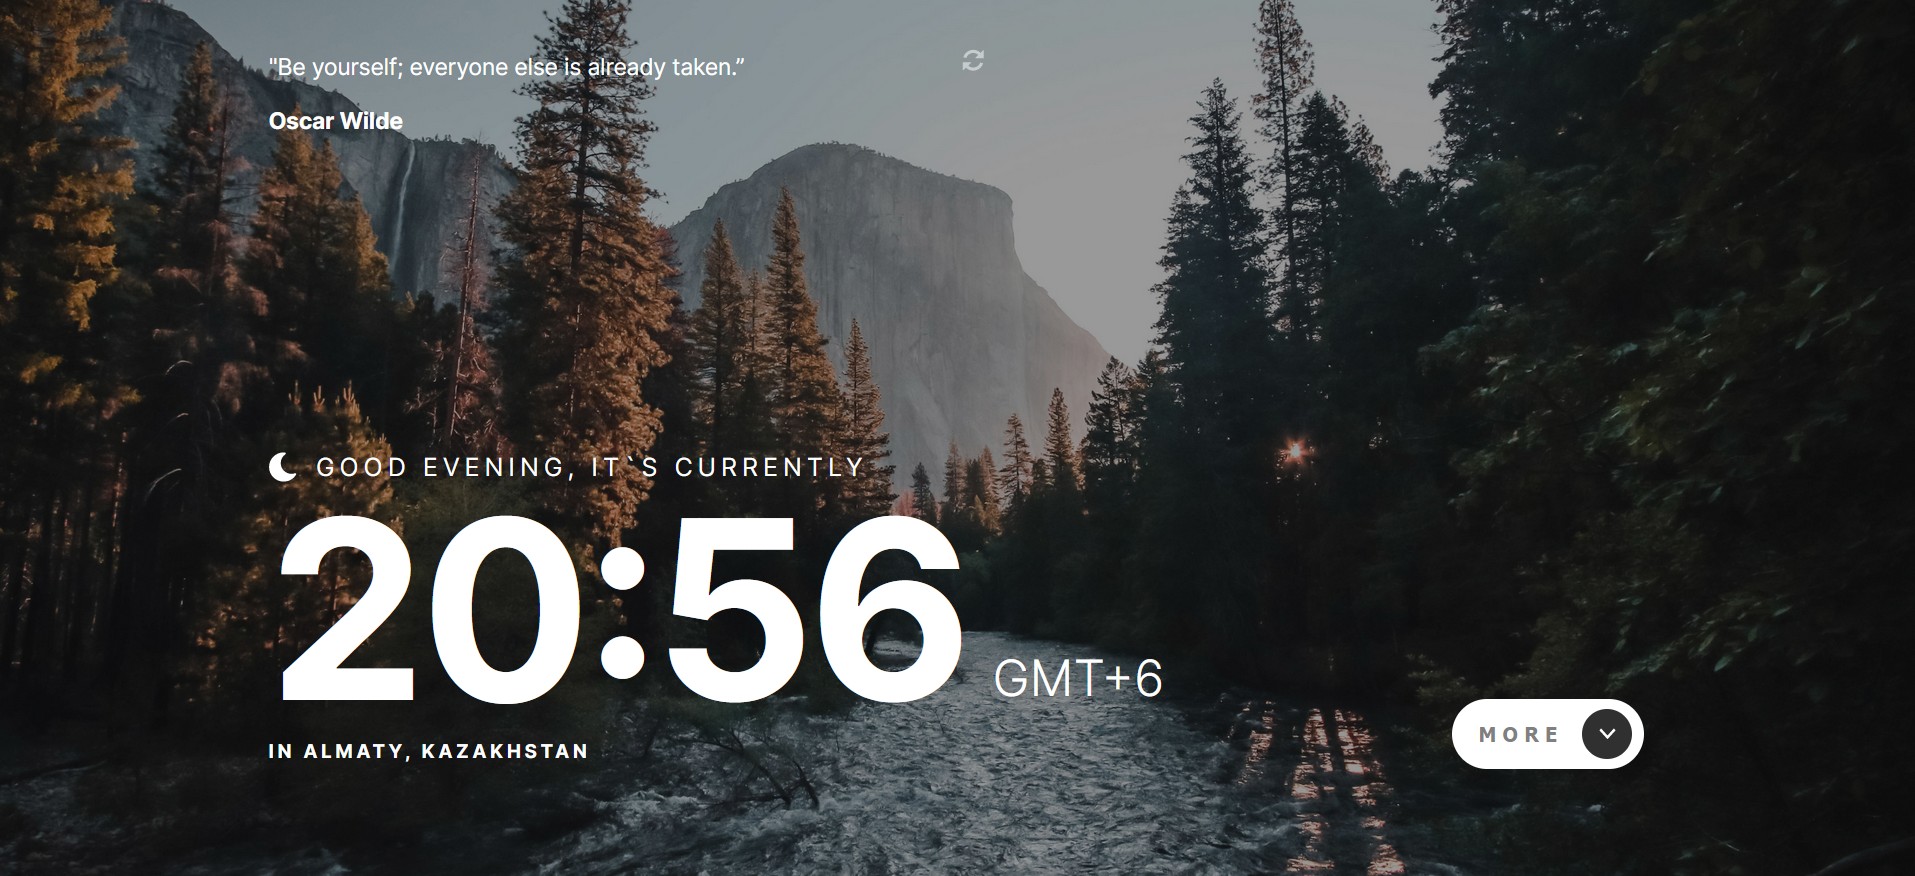 "Be yourself; everyone else is already taken.”
Oscar Wilde
GOOD EVENING, IT`S CURRENTLY
20:56 GMT+6
IN ALMATY, KAZAKHSTAN
MORE